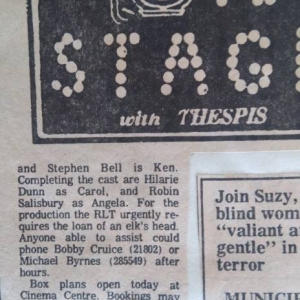 STAGE
with THESPIS
and Stephen Bell is Ken.
Completing the cast are Hilarie
Dunn as Carol, and Robin
Salisbury as Angela. For the
production the RLT urgently re-
quires the loan of an elk's head.
Anyone able to assist could
phone Bobby Cruice (21802) or
Michael Byrnes (285549) after
hours.
Box plans open today at
Cinema Centre. Bookings may
Join Suzy,
blind wom
"valiant a
gentle" in
terror
MUNICI